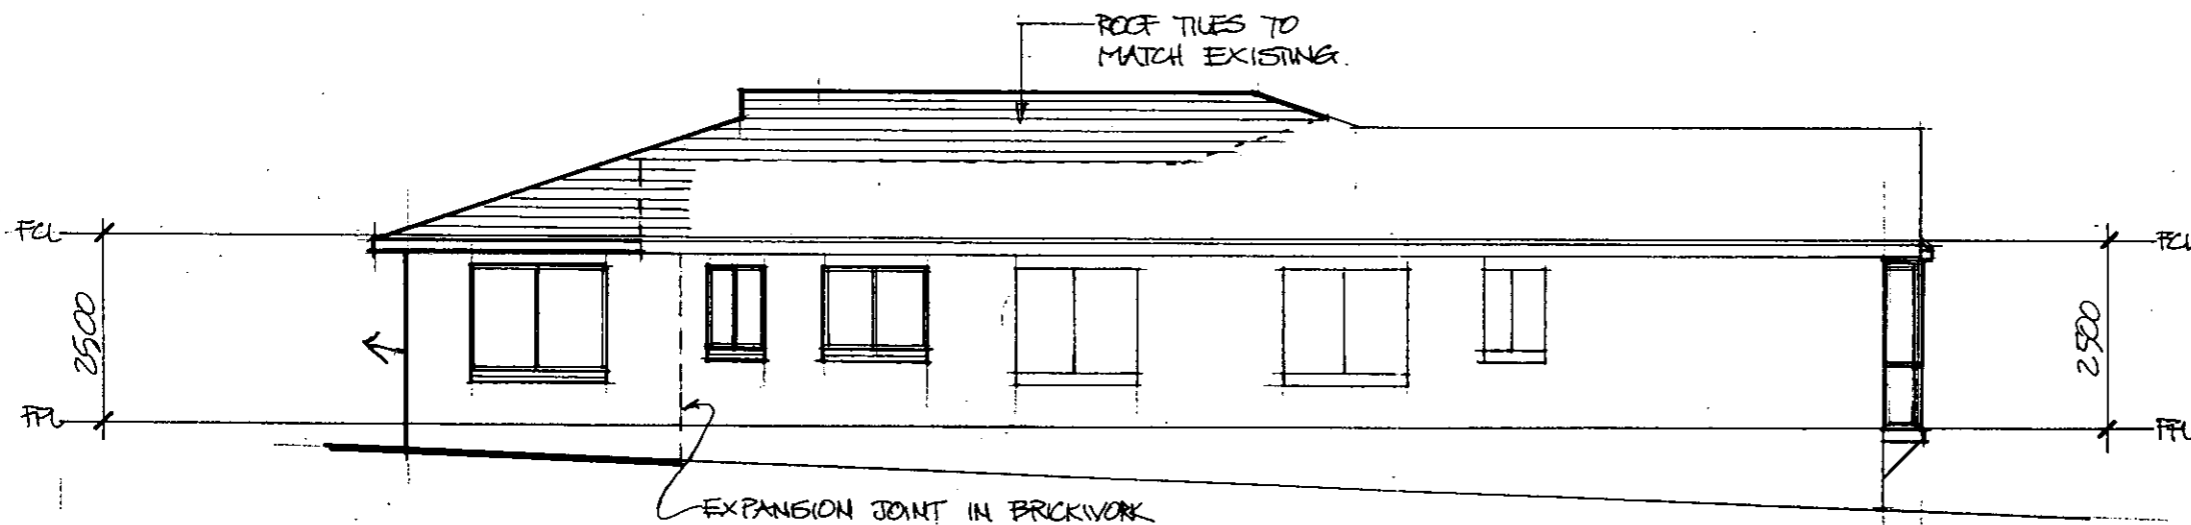 ROOF TILES TO
MATCH EXISTING.
FCL
FCL
2500
2500
FFL
FFL
EXPANSION JOINT IN BRICKWORK